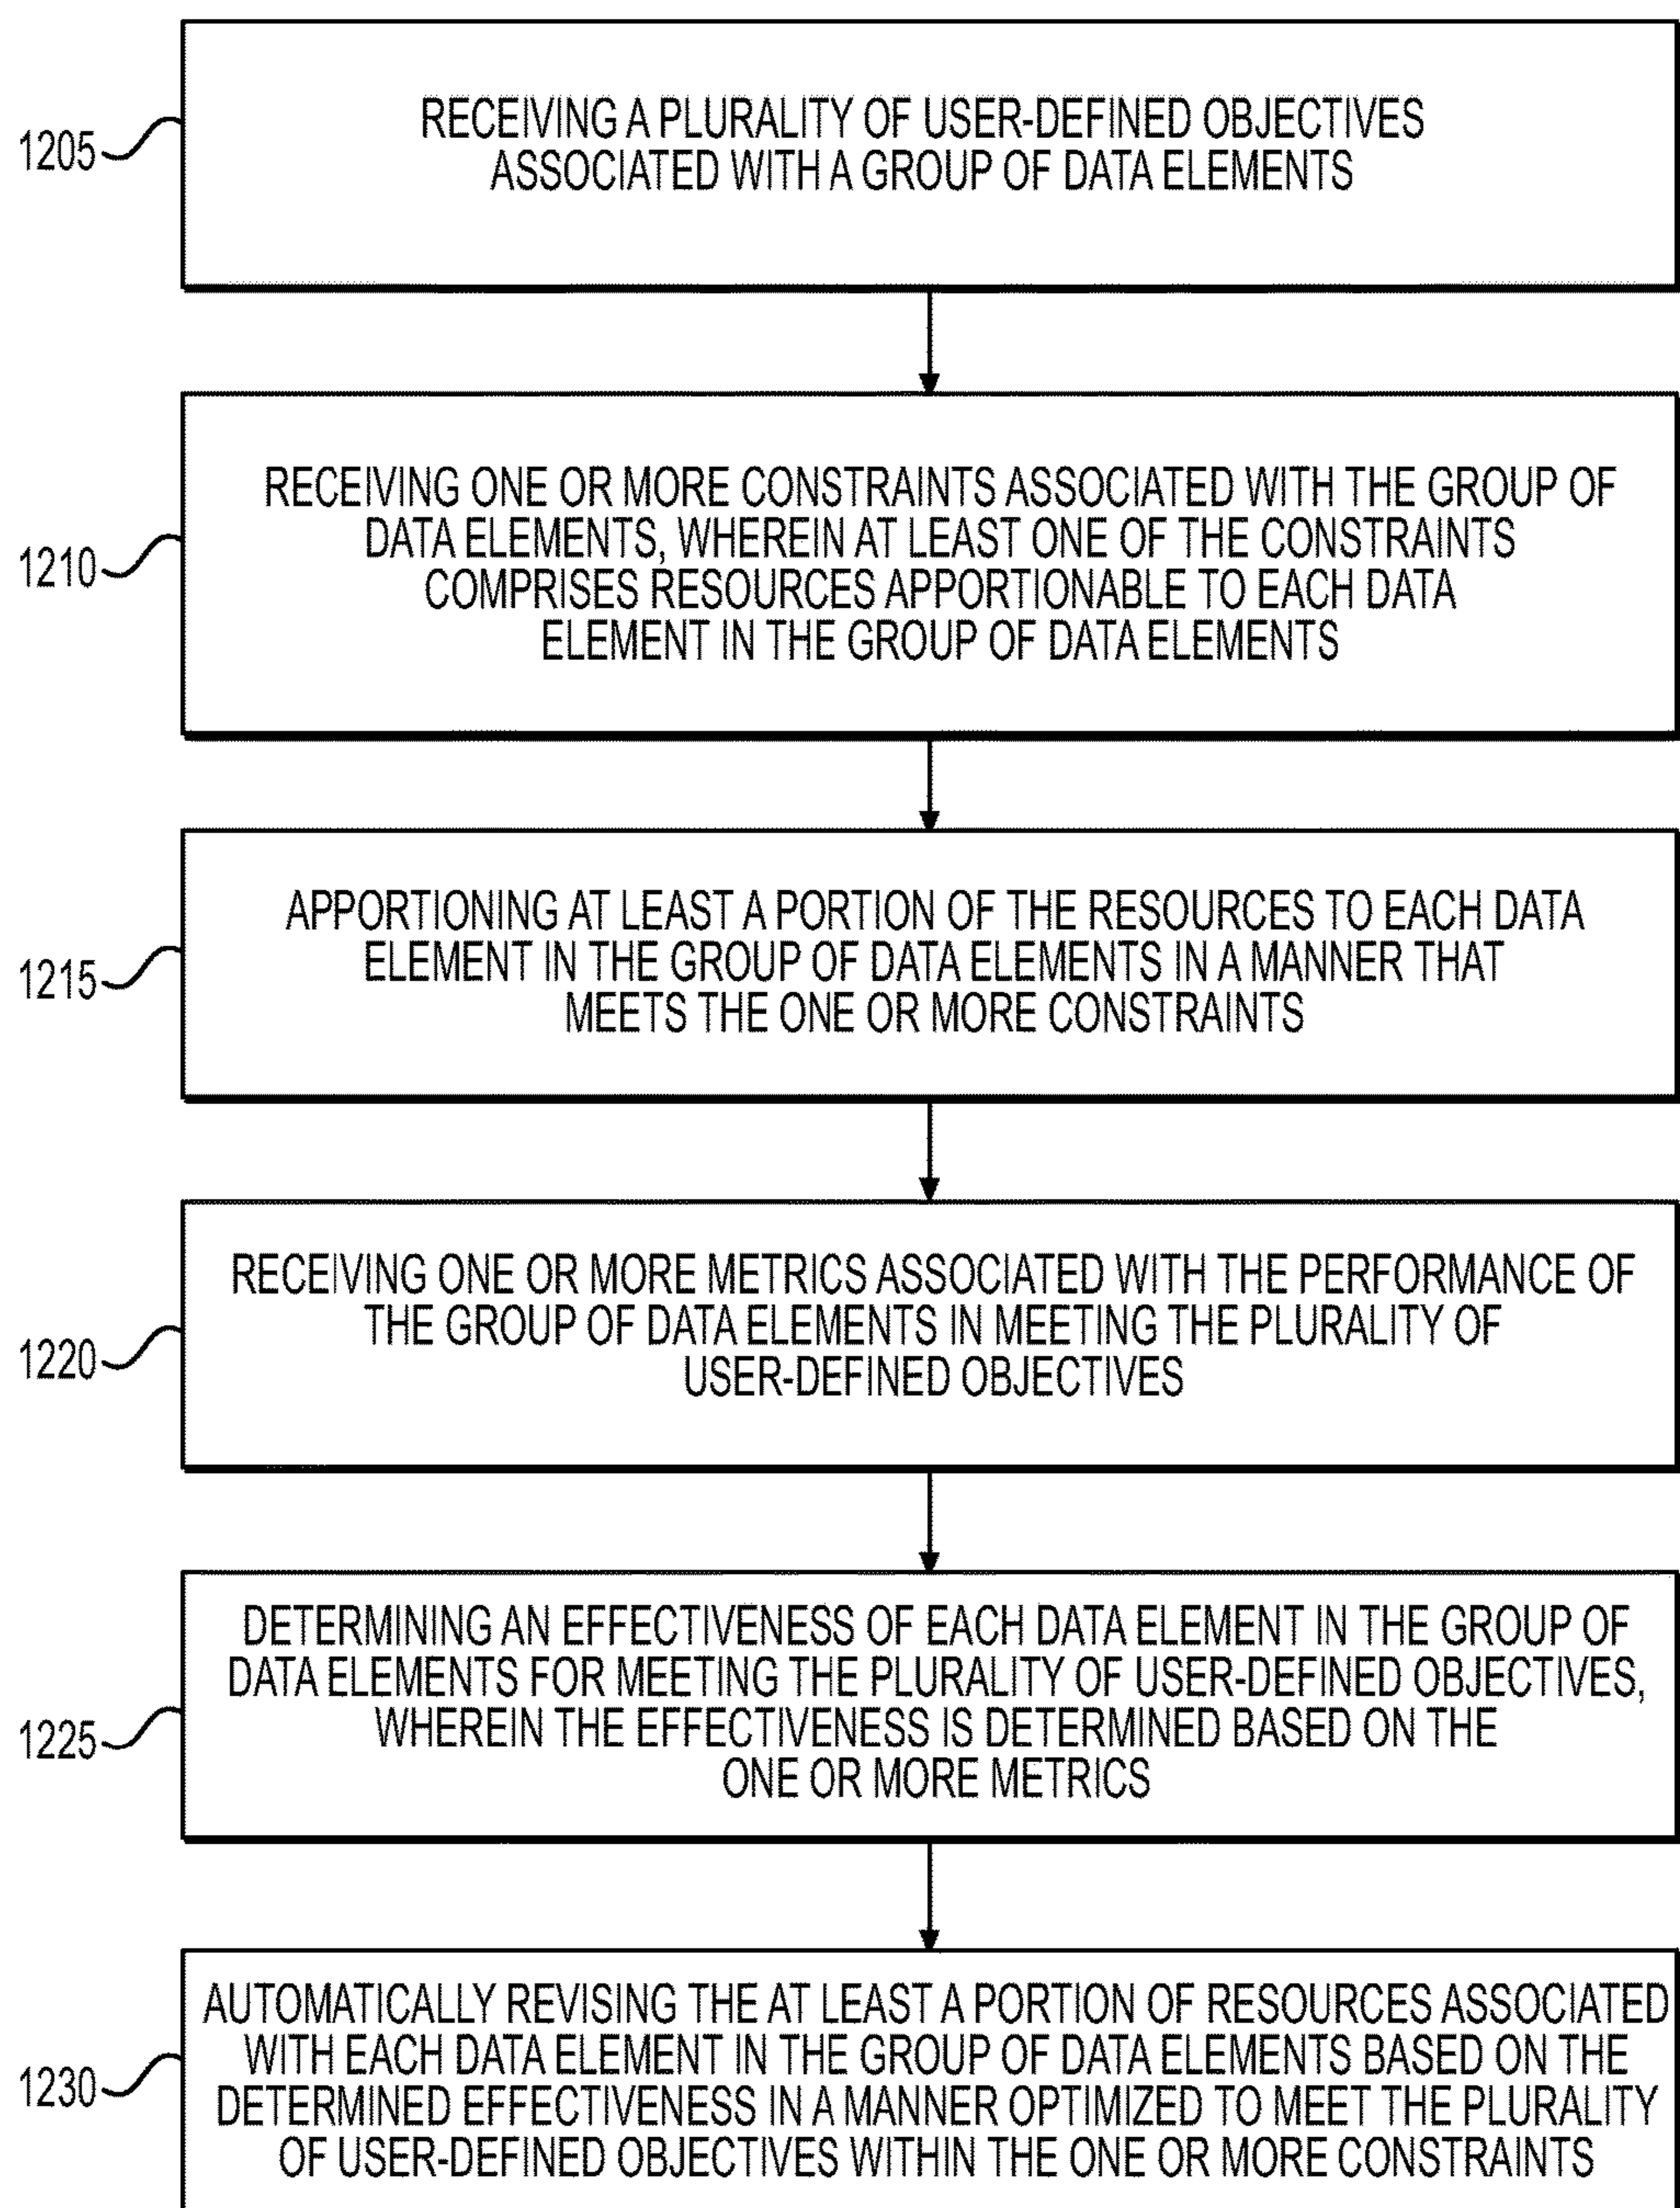 1205
RECEIVING A PLURALITY OF USER-DEFINED OBJECTIVES
ASSOCIATED WITH A GROUP OF DATA ELEMENTS
1210
RECEIVING ONE OR MORE CONSTRAINTS ASSOCIATED WITH THE GROUP OF
DATA ELEMENTS, WHEREIN AT LEAST ONE OF THE CONSTRAINTS
COMPRISES RESOURCES APPORTIONABLE TO EACH DATA
ELEMENT IN THE GROUP OF DATA ELEMENTS
1215
APPORTIONING AT LEAST A PORTION OF THE RESOURCES TO EACH DATA
ELEMENT IN THE GROUP OF DATA ELEMENTS IN A MANNER THAT
MEETS THE ONE OR MORE CONSTRAINTS
1220
RECEIVING ONE OR MORE METRICS ASSOCIATED WITH THE PERFORMANCE OF
THE GROUP OF DATA ELEMENTS IN MEETING THE PLURALITY OF
USER-DEFINED OBJECTIVES
1225
DETERMINING AN EFFECTIVENESS OF EACH DATA ELEMENT IN THE GROUP OF
DATA ELEMENTS FOR MEETING THE PLURALITY OF USER-DEFINED OBJECTIVES,
WHEREIN THE EFFECTIVENESS IS DETERMINED BASED ON THE
ONE OR MORE METRICS
1230
AUTOMATICALLY REVISING THE AT LEAST A PORTION OF RESOURCES ASSOCIATED
WITH EACH DATA ELEMENT IN THE GROUP OF DATA ELEMENTS BASED ON THE
DETERMINED EFFECTIVENESS IN A MANNER OPTIMIZED TO MEET THE PLURALITY
OF USER-DEFINED OBJECTIVES WITHIN THE ONE OR MORE CONSTRAINTS